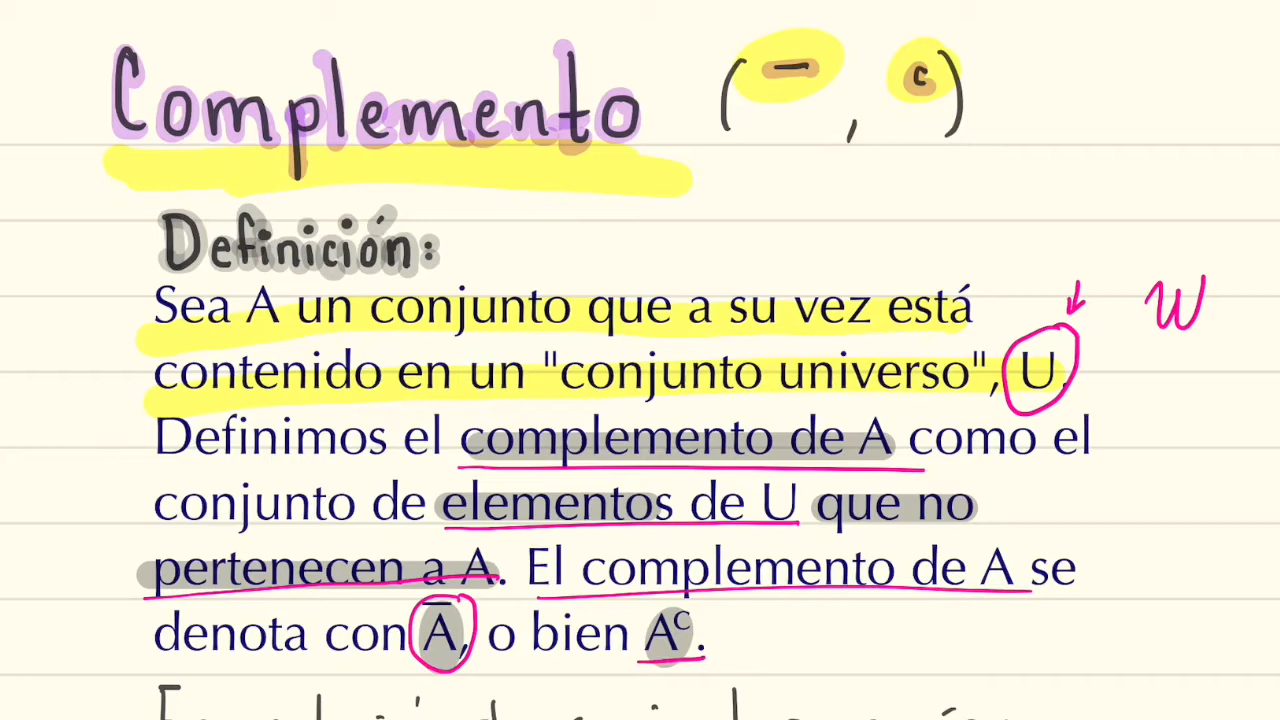 Complemento ( ‾ , c )
Definición:
Sea A un conjunto que a su vez está
contenido en un "conjunto universo", U.
Definimos el complemento de A como el
conjunto de elementos de U que no
pertenecen a A. El complemento de A se
denota con A̅, o bien Aᶜ.